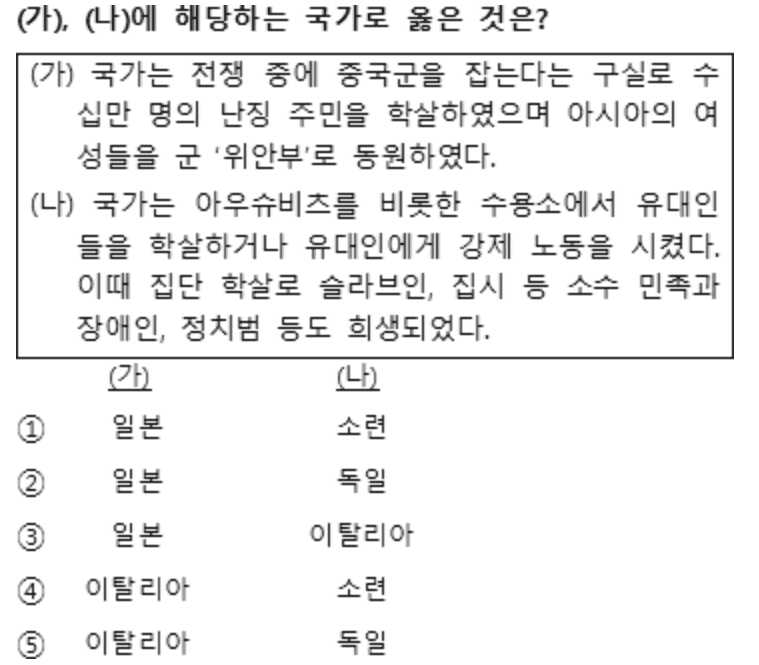 (가), (나)에 해당하는 국가로 옳은 것은?
(가) 국가는 전쟁 중에 중국군을 잡는다는 구실로 수
십만 명의 난징 주민을 학살하였으며 아시아의 여
성들을 군 '위안부'로 동원하였다.
(나) 국가는 아우슈비츠를 비롯한 수용소에서 유대인
들을 학살하거나 유대인에게 강제 노동을 시켰다.
이때 집단 학살로 슬라브인, 집시 등 소수 민족과
장애인, 정치범 등도 희생되었다.
(가) (나)
① 일본 소련
② 일본 독일
③ 일본 이탈리아
④ 이탈리아 소련
⑤ 이탈리아 독일